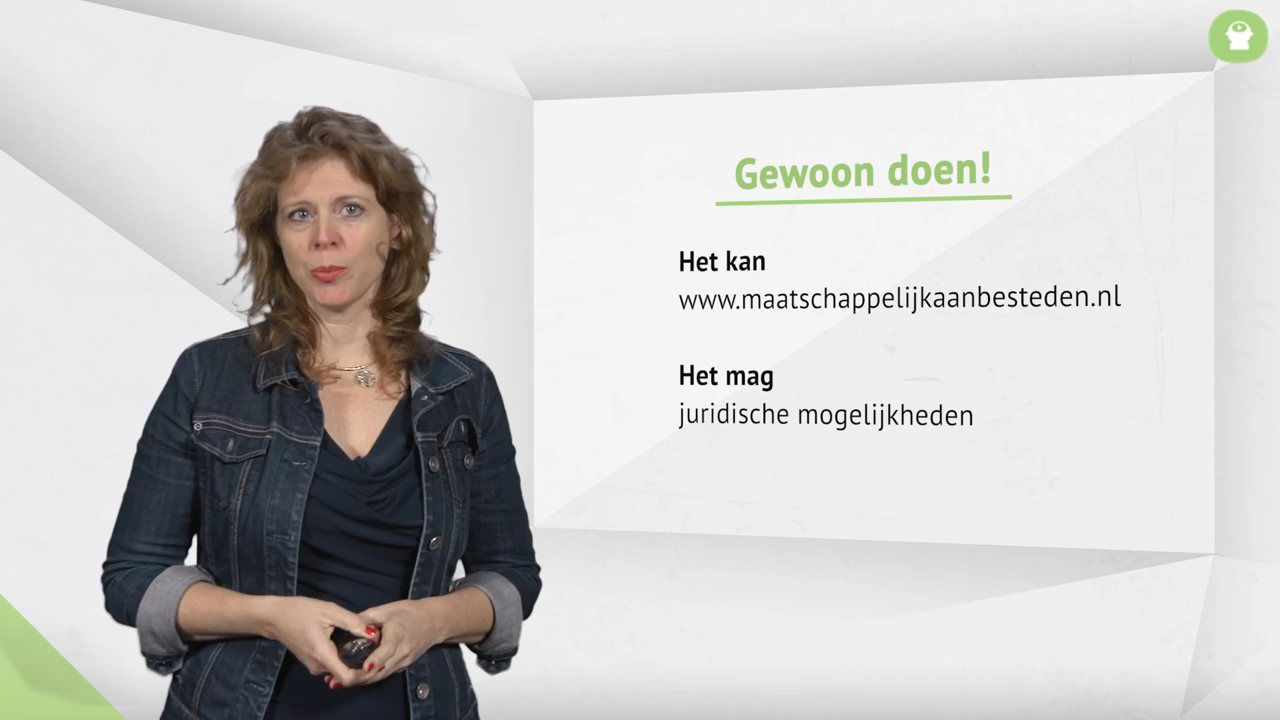 Gewoon doen!
Het kan
www.maatschappelijkaanbesteden.nl
Het mag
juridische mogelijkheden